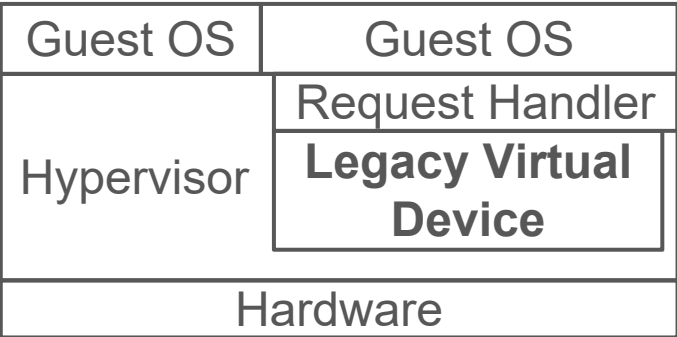 Guest OS
Guest OS
Request Handler
Hypervisor
Legacy Virtual
Device
Hardware